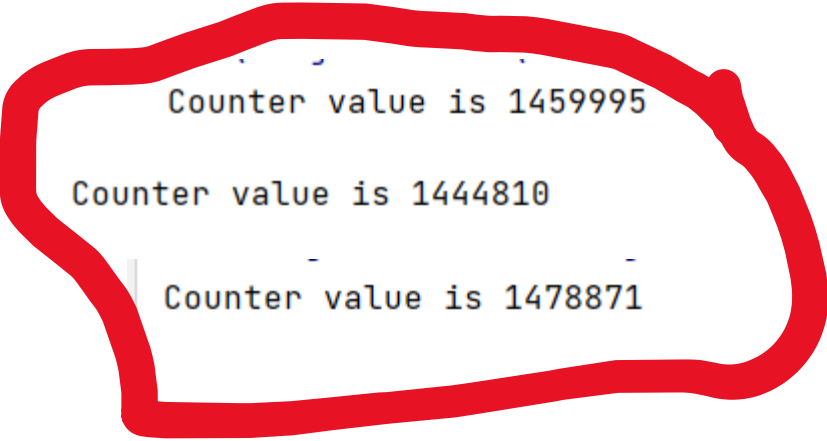 Counter value is 1459995
Counter value is 1444810
Counter value is 1478871